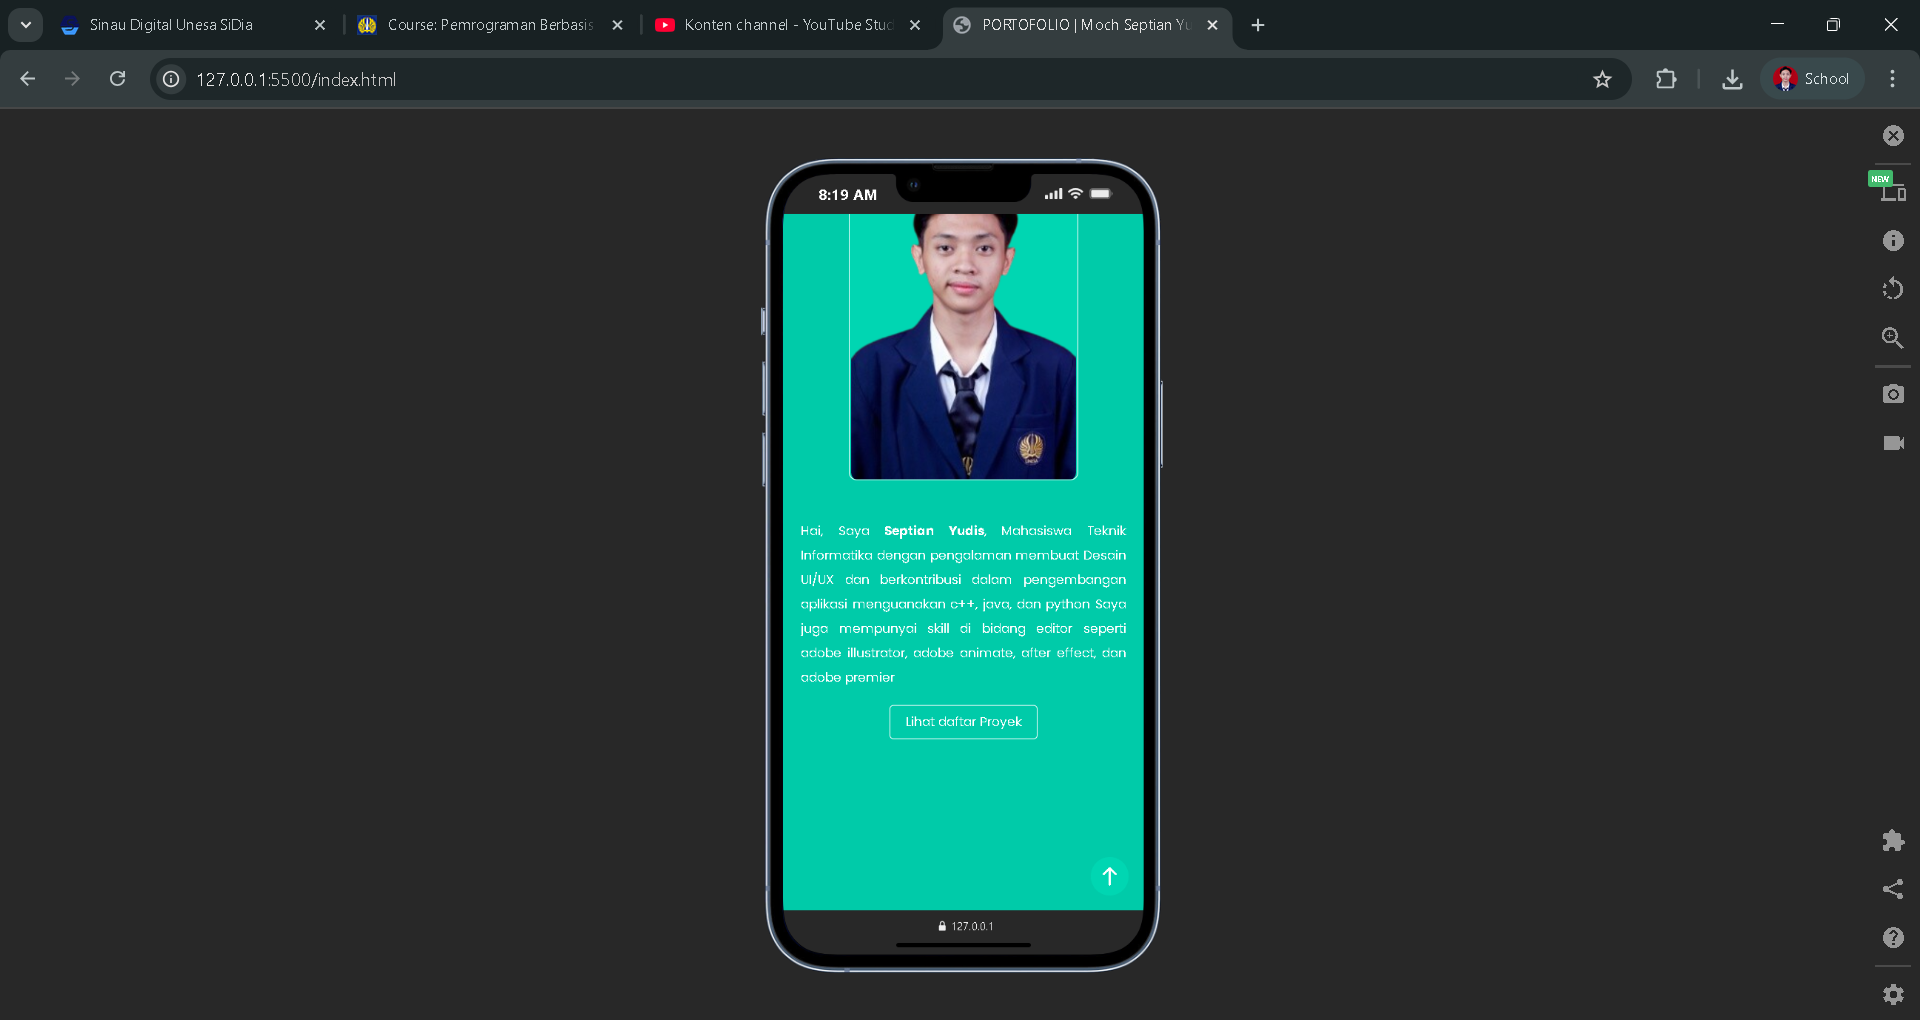 Sinau Digital Unesa SiDia
Course: Pemrograman Berbasis
Konten channel - YouTube Stud
PORTOFOLIO | Moch Septian Yu
127.0.0.1:5500/index.html
School
NEW
8:19 AM
Hai, Saya Septian Yudis, Mahasiswa Teknik
Informatika dengan pengalaman membuat Desain
UI/UX dan berkontribusi dalam pengembangan
aplikasi menguanakan c++, java, dan python Saya
juga mempunyai skill di bidang editor seperti
adobe illustrator, adobe animate, after effect, dan
adobe premier
Lihat daftar Proyek
127.0.0.1